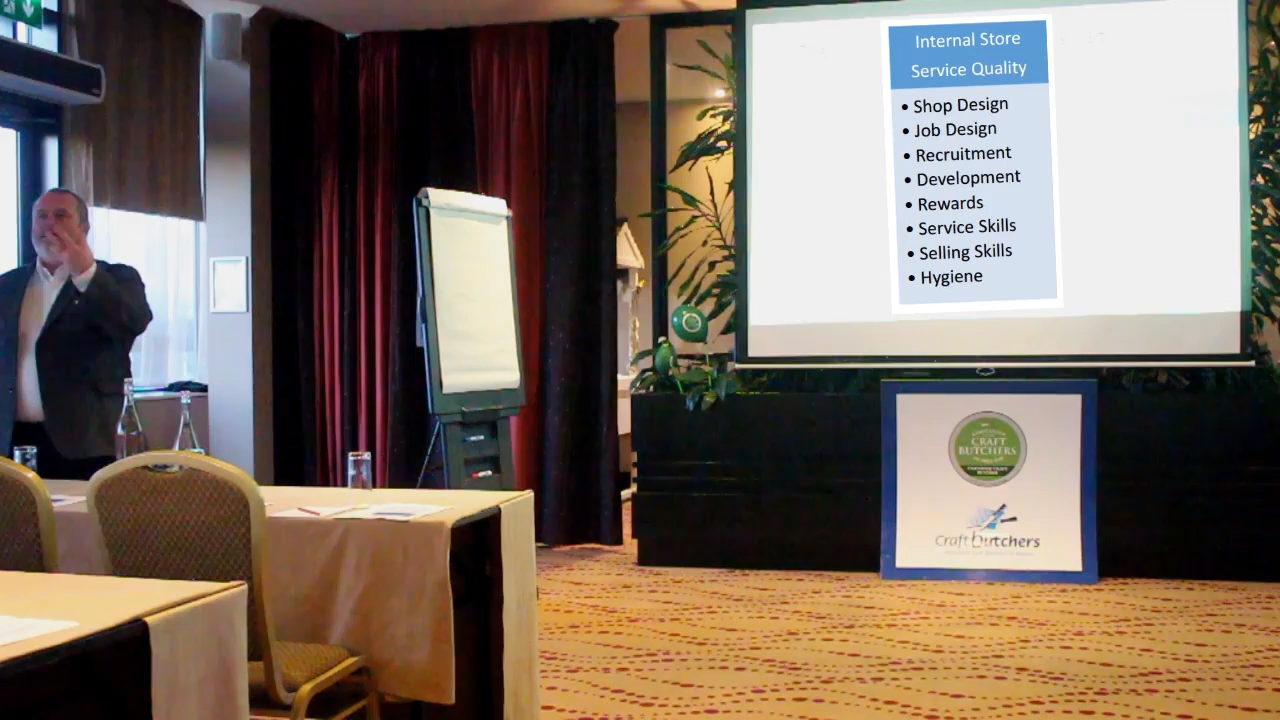 Internal Store
Service Quality
• Shop Design
• Job Design
• Recruitment
• Development
• Rewards
• Service Skills
• Selling Skills
• Hygiene
CRAFT
BUTCHERS
Craft butchers